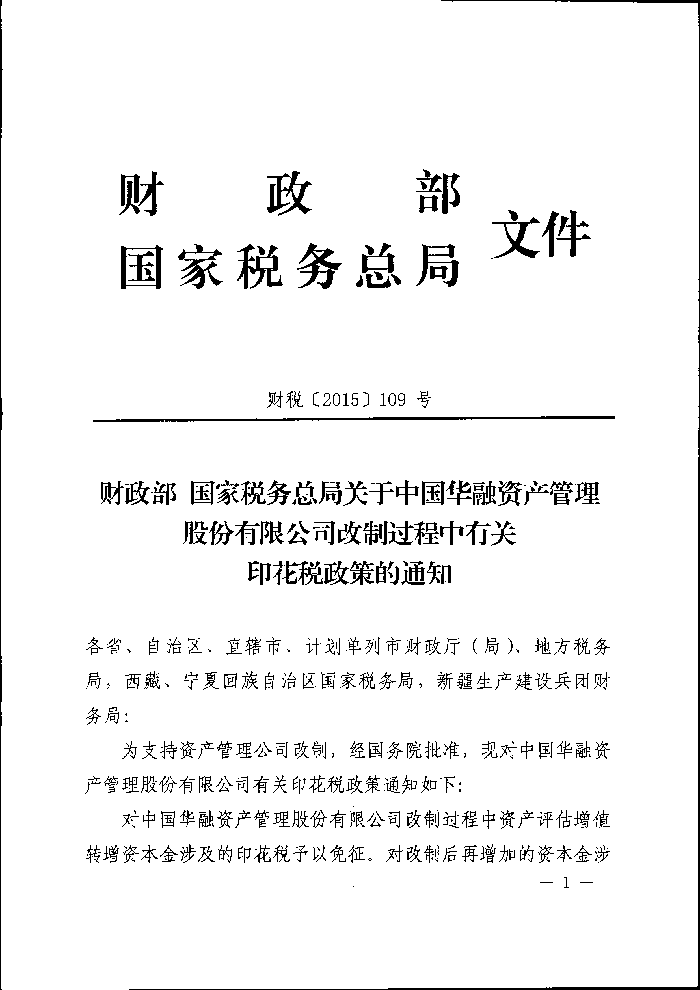 财政部
国家税务总局
文件
财税〔2015〕109 号
财政部 国家税务总局关于中国华融资产管理
股份有限公司改制过程中有关
印花税政策的通知
各省、自治区、直辖市、计划单列市财政厅（局）、地方税务
局，西藏、宁夏回族自治区国家税务局，新疆生产建设兵团财
务局：
为支持资产管理公司改制，经国务院批准，现对中国华融资
产管理股份有限公司有关印花税政策通知如下：
对中国华融资产管理股份有限公司改制过程中资产评估增值
转增资本金涉及的印花税予以免征。对改制后再增加的资本金涉
— 1 —